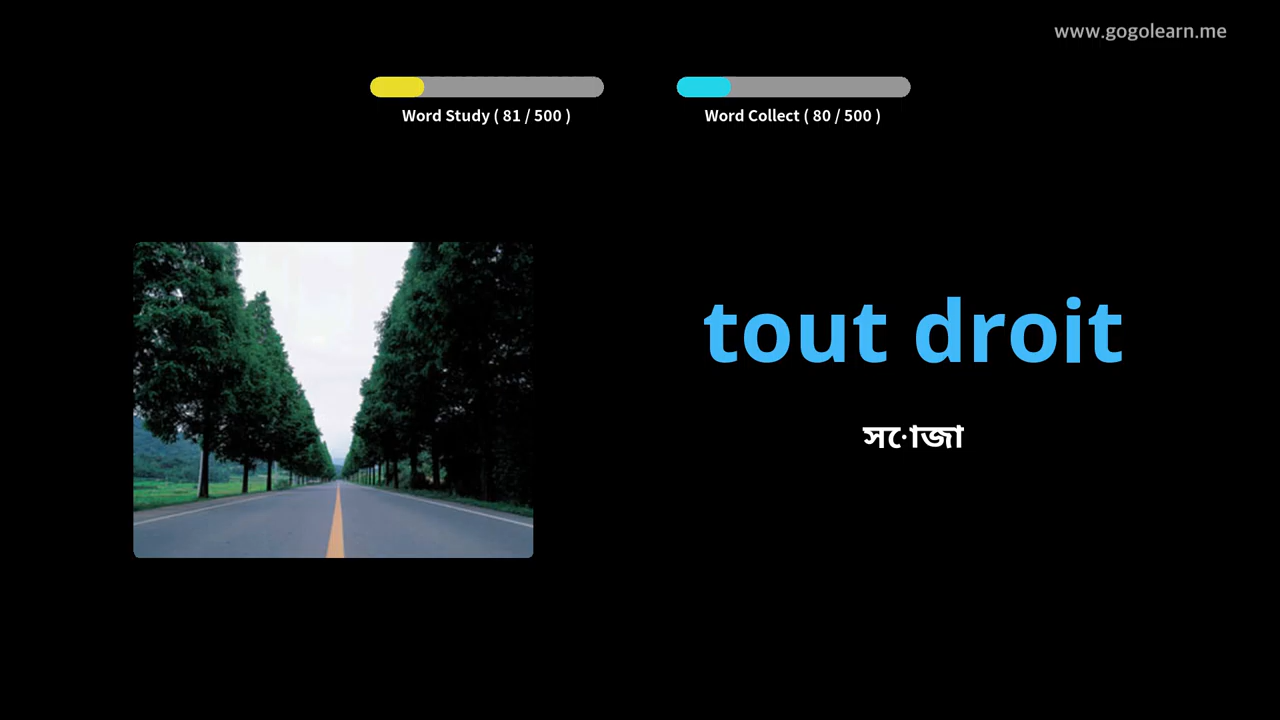 www.gogolearn.me
Word Study ( 81 / 500 )
Word Collect ( 80 / 500 )
tout droit
সোজা